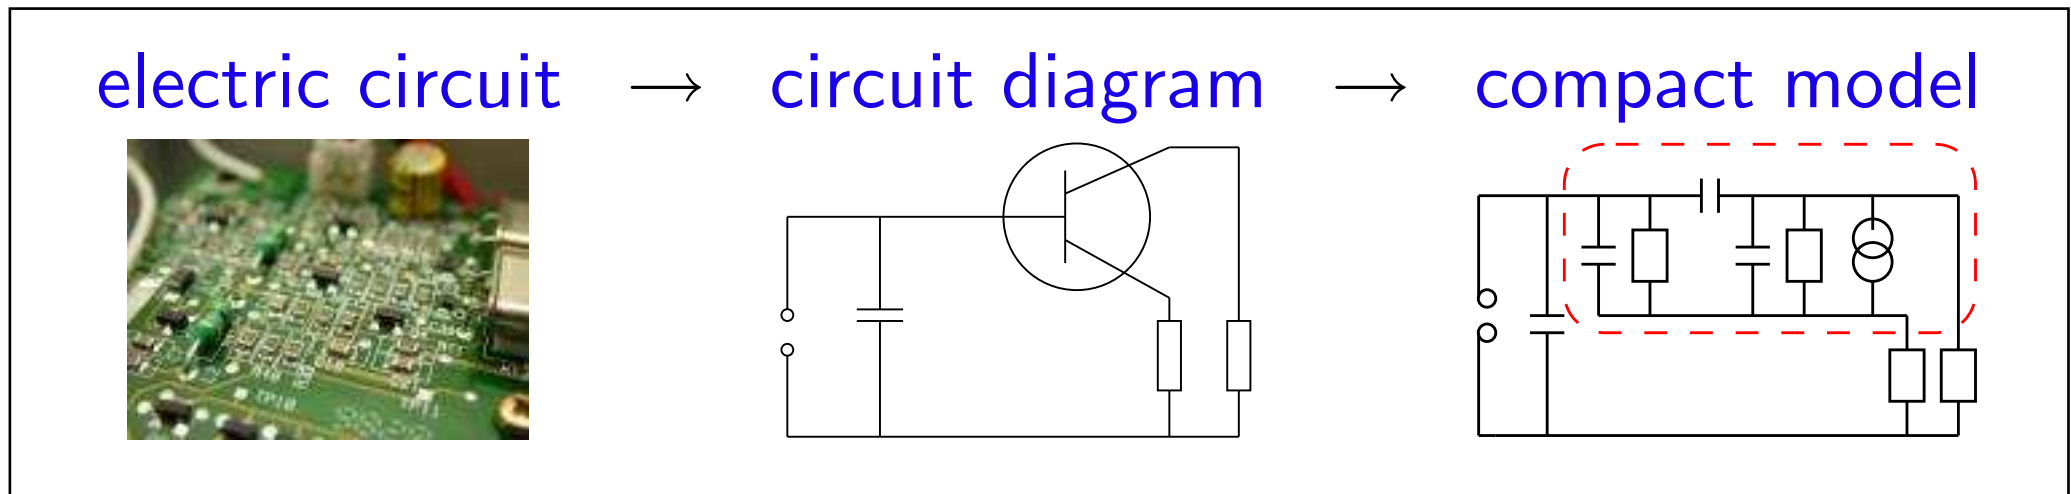 electric circuit → circuit diagram → compact model